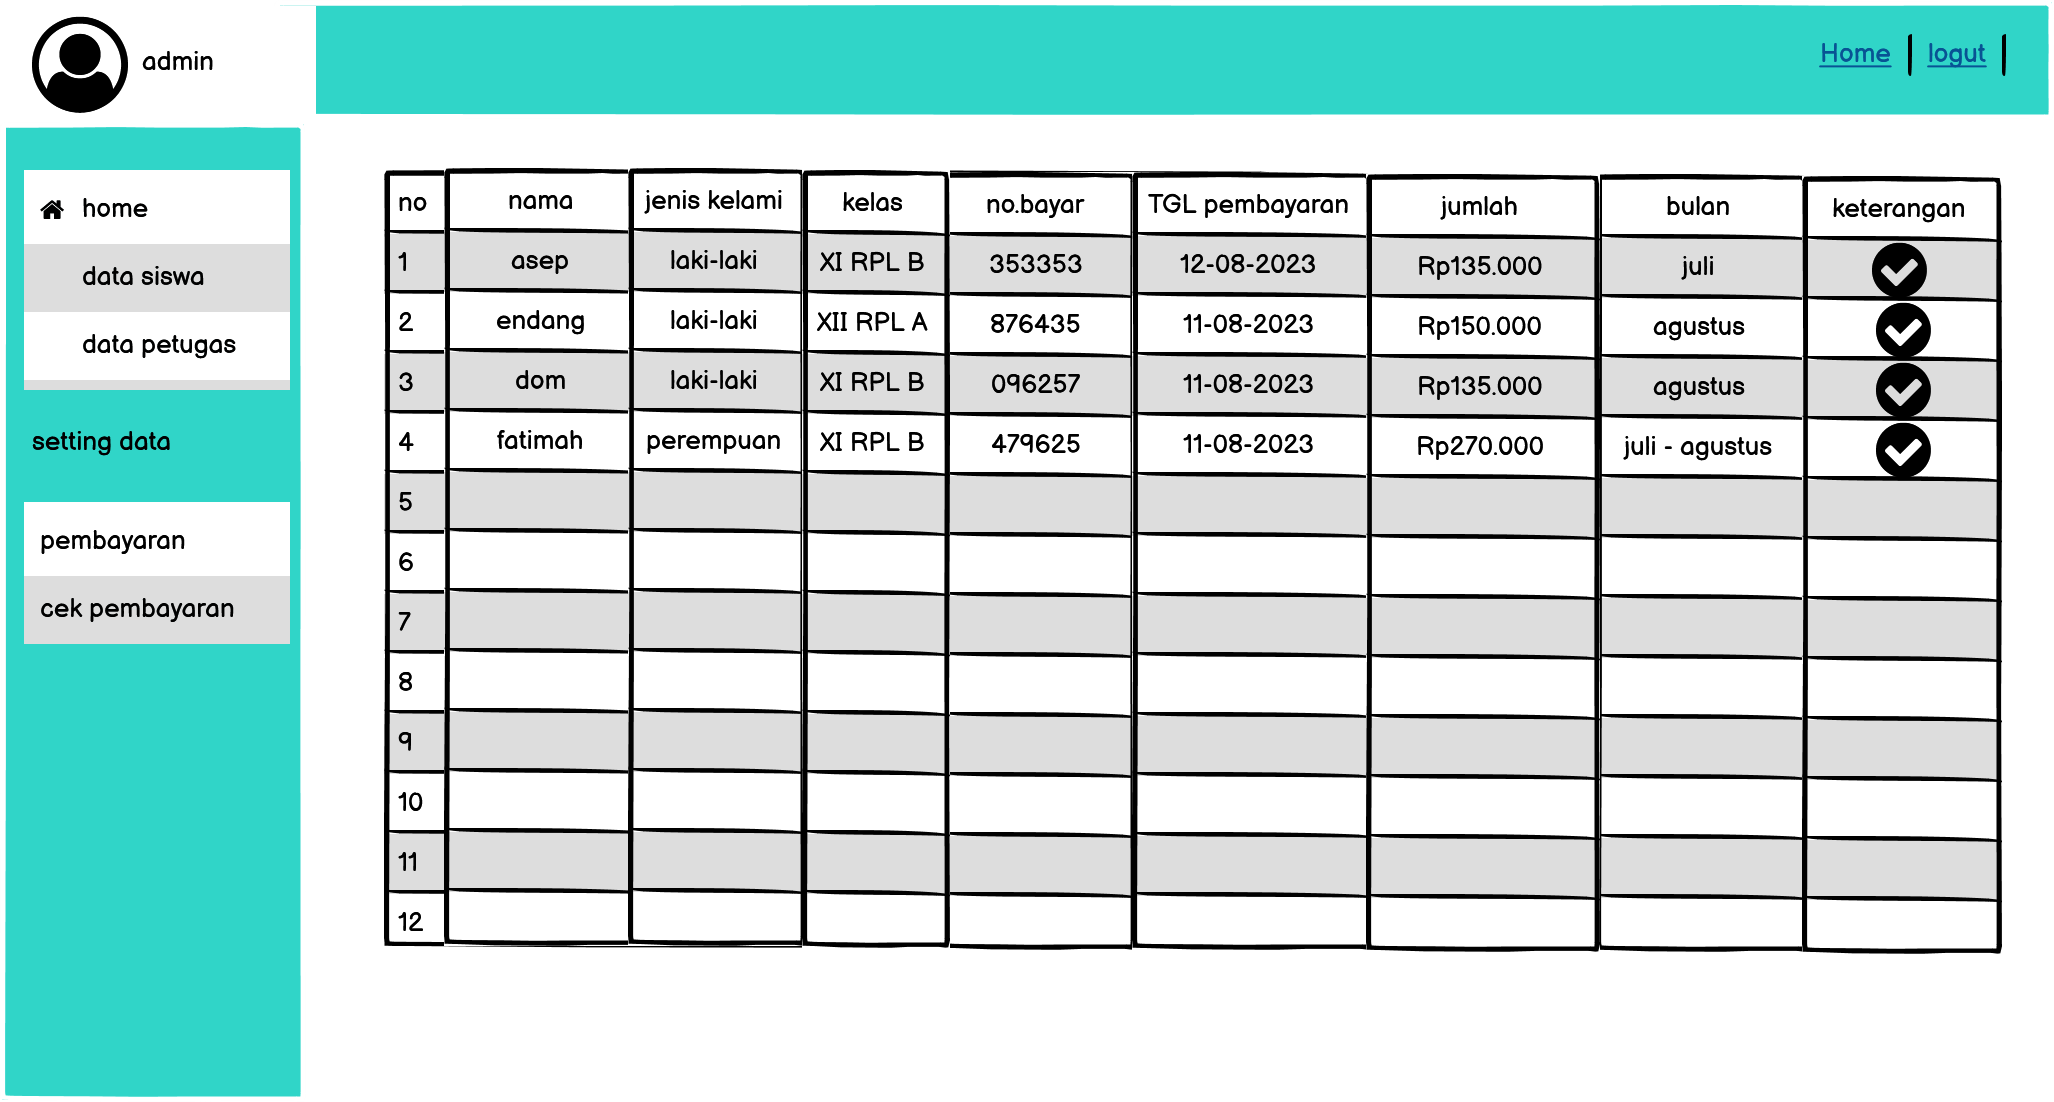 admin
Home
logut
home
data siswa
data petugas
setting data
pembayaran
cek pembayaran
no nama jenis kelami kelas no.bayar TGL pembayaran jumlah bulan keterangan
1 asep laki-laki XI RPL B 353353 12-08-2023 Rp135.000 juli
2 endang laki-laki XII RPL A 876435 11-08-2023 Rp150.000 agustus
3 dom laki-laki XI RPL B 096257 11-08-2023 Rp135.000 agustus
4 fatimah perempuan XI RPL B 479625 11-08-2023 Rp270.000 juli - agustus
5
6
7
8
9
10
11
12